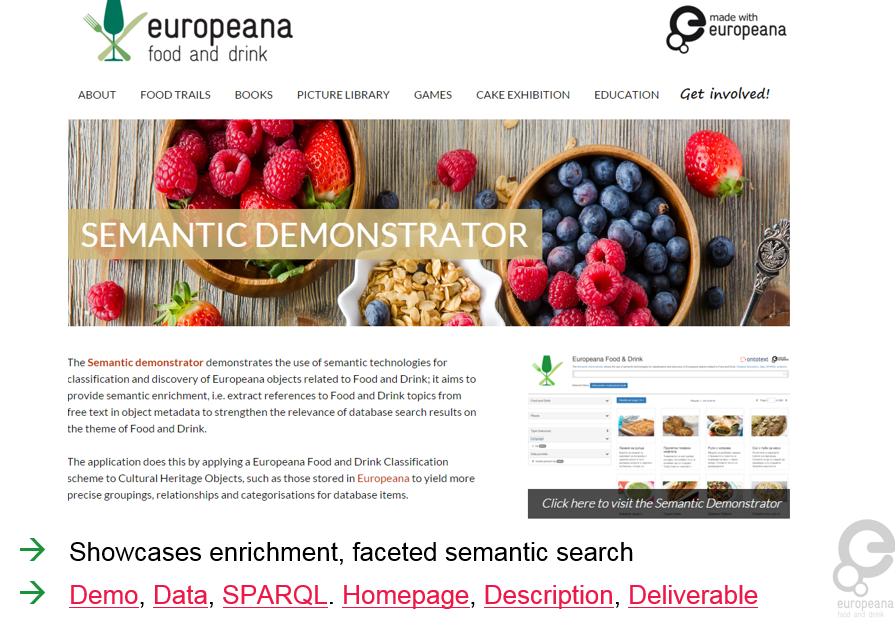 europeana
food and drink
made with
europeana
ABOUT FOOD TRAILS BOOKS PICTURE LIBRARY GAMES CAKE EXHIBITION EDUCATION Get involved!
SEMANTIC DEMONSTRATOR
The Semantic demonstrator demonstrates the use of semantic technologies for
classification and discovery of Europeana objects related to Food and Drink; it aims to
provide semantic enrichment, i.e. extract references to Food and Drink topics from
free text in object metadata to strengthen the relevance of database search results on
the theme of Food and Drink.
The application does this by applying a Europeana Food and Drink Classification
scheme to Cultural Heritage Objects, such as those stored in Europeana to yield more
precise groupings, relationships and categorisations for database items.
Europeana Food & Drink
ontotext
Click here to visit the Semantic Demonstrator
→ Showcases enrichment, faceted semantic search
→ Demo, Data, SPARQL. Homepage, Description, Deliverable
europeana
food and drink